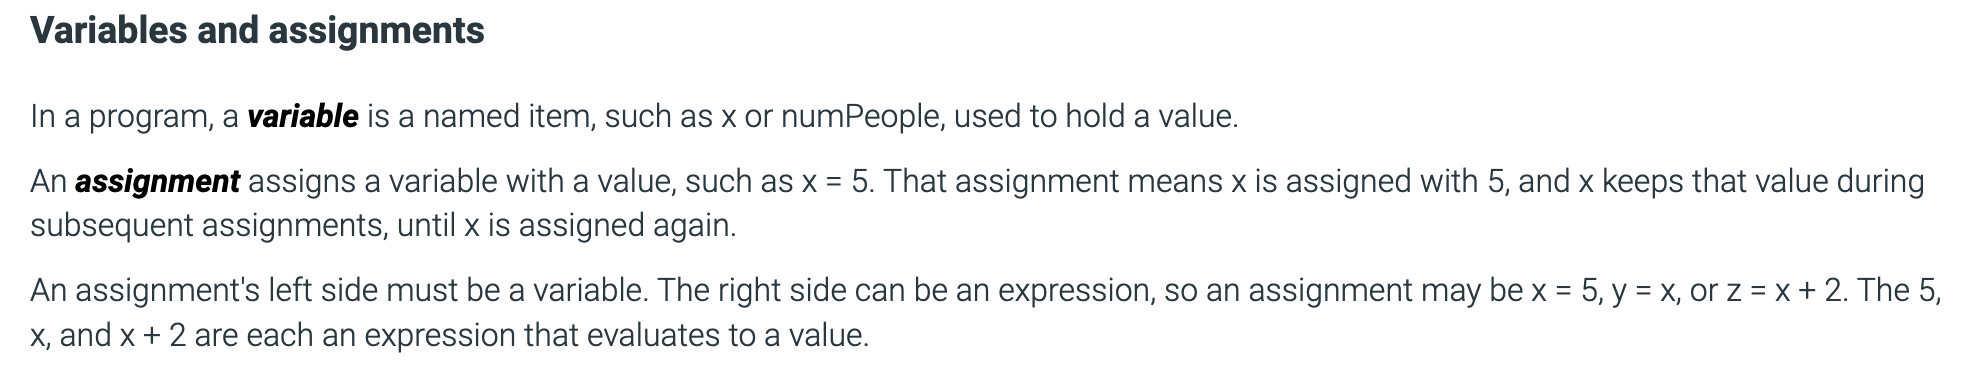 Variables and assignments
In a program, a variable is a named item, such as x or numPeople, used to hold a value.
An assignment assigns a variable with a value, such as x = 5. That assignment means x is assigned with 5, and x keeps that value during
subsequent assignments, until x is assigned again.
An assignment's left side must be a variable. The right side can be an expression, so an assignment may be x = 5, y = x, or z = x + 2. The 5,
x, and x + 2 are each an expression that evaluates to a value.